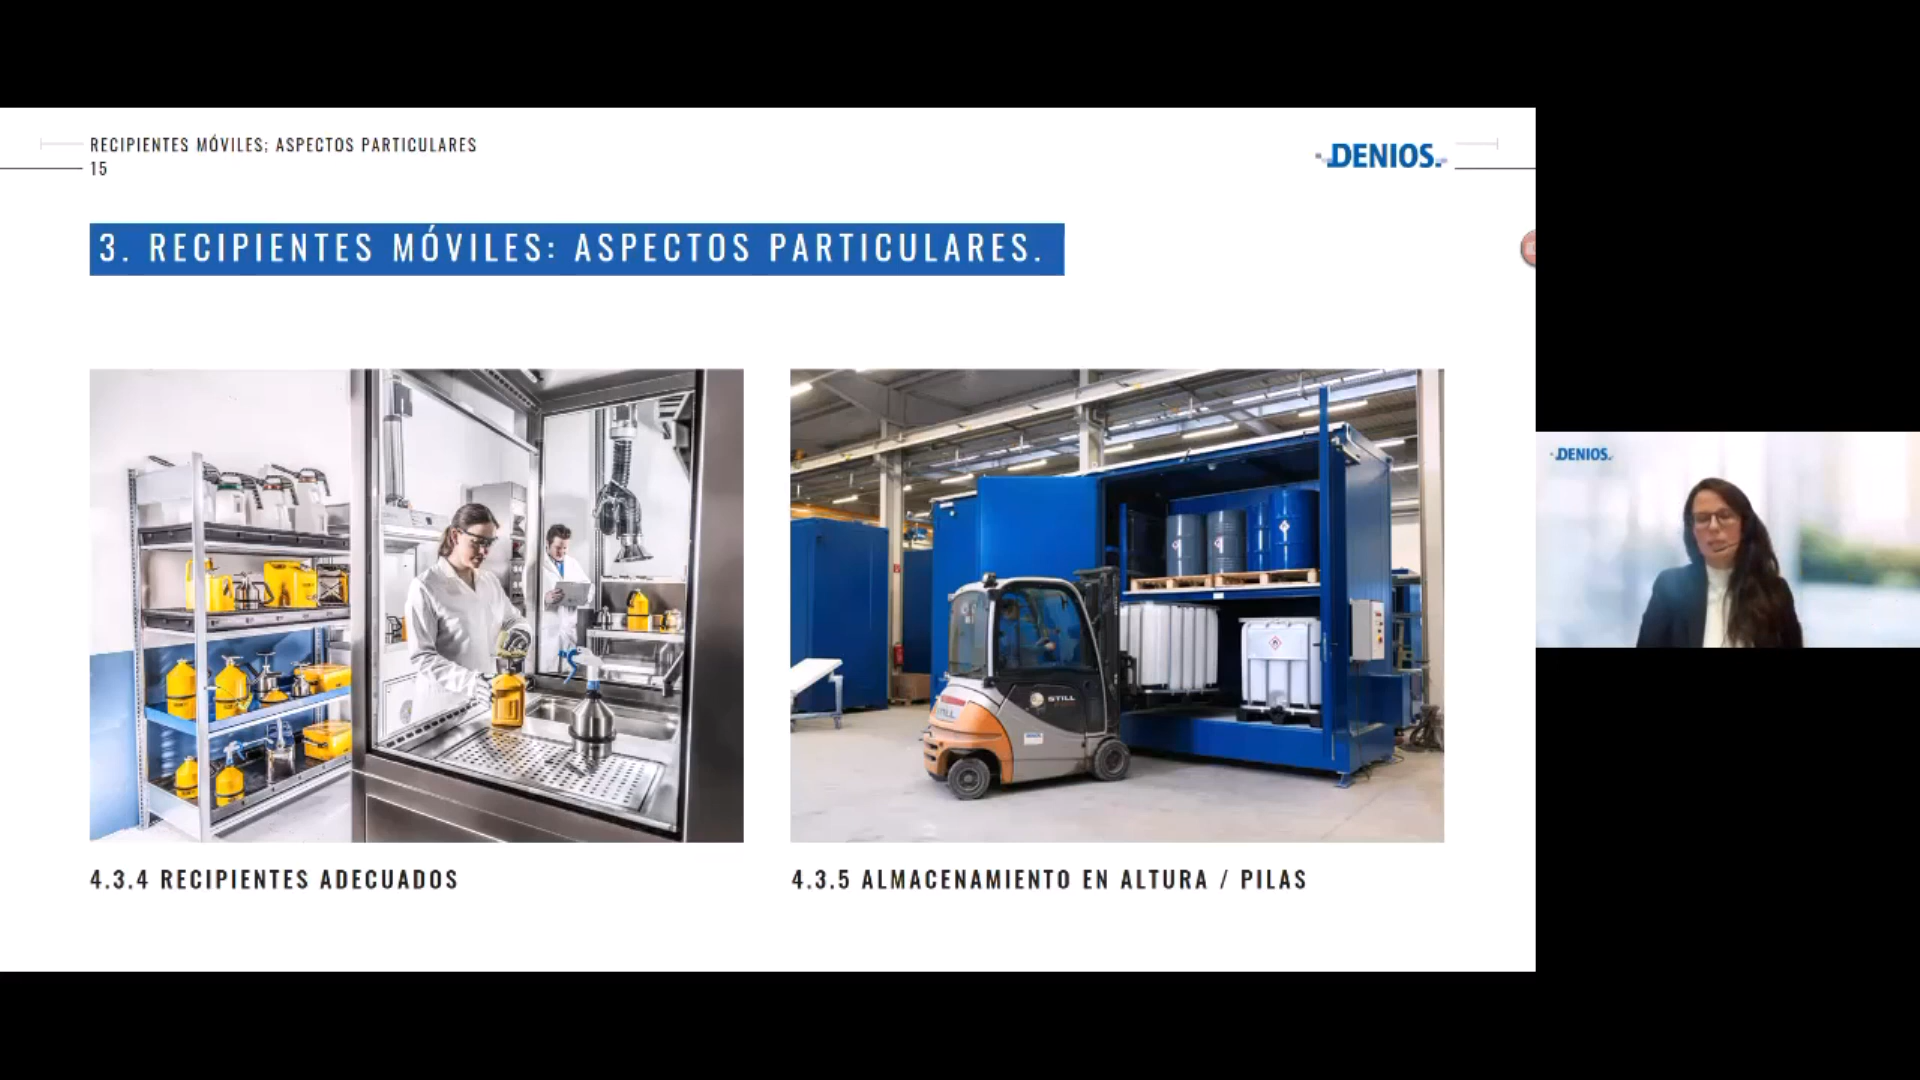 RECIPIENTES MÓVILES; ASPECTOS PARTICULARES
15
DENIOS.
3. RECIPIENTES MÓVILES: ASPECTOS PARTICULARES.
DENIOS.
STILL
4.3.4 RECIPIENTES ADECUADOS
4.3.5 ALMACENAMIENTO EN ALTURA / PILAS